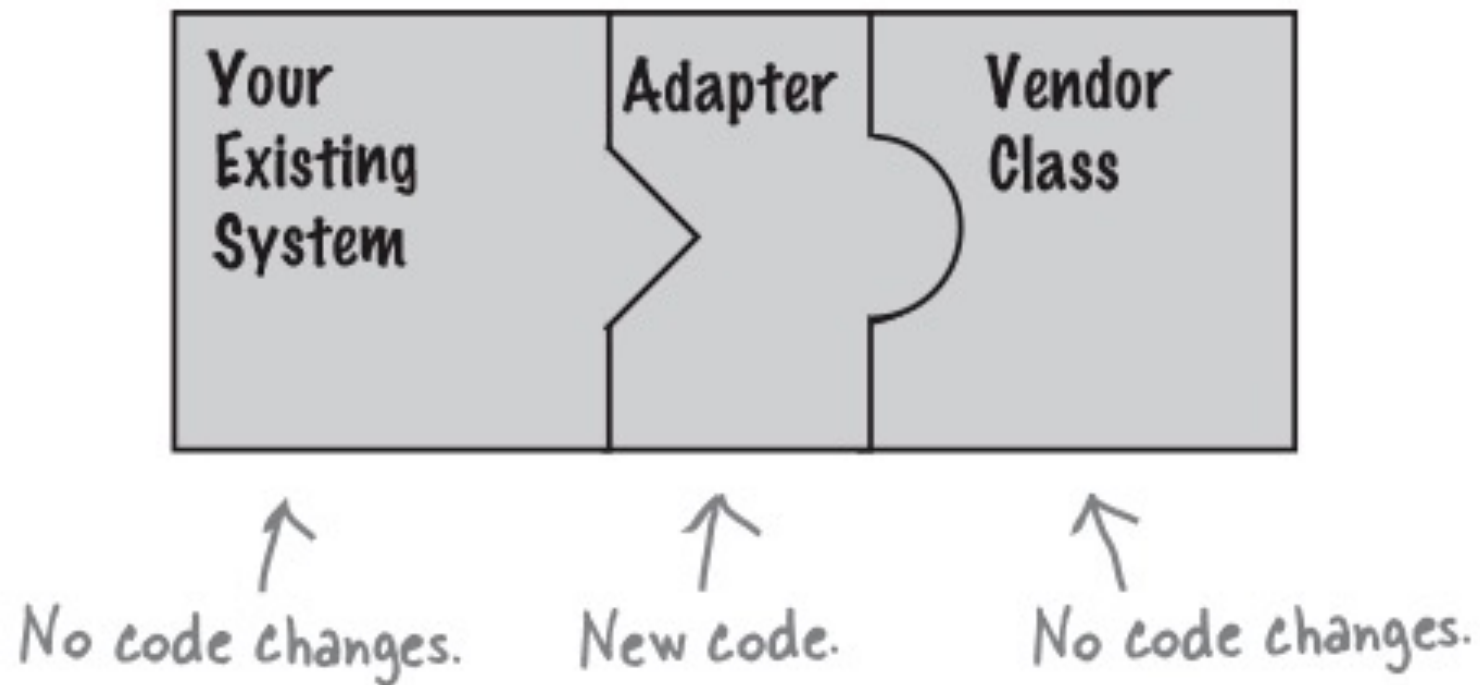 Your
Existing
System
Adapter
Vendor
Class
No code changes.
New code.
No code changes.